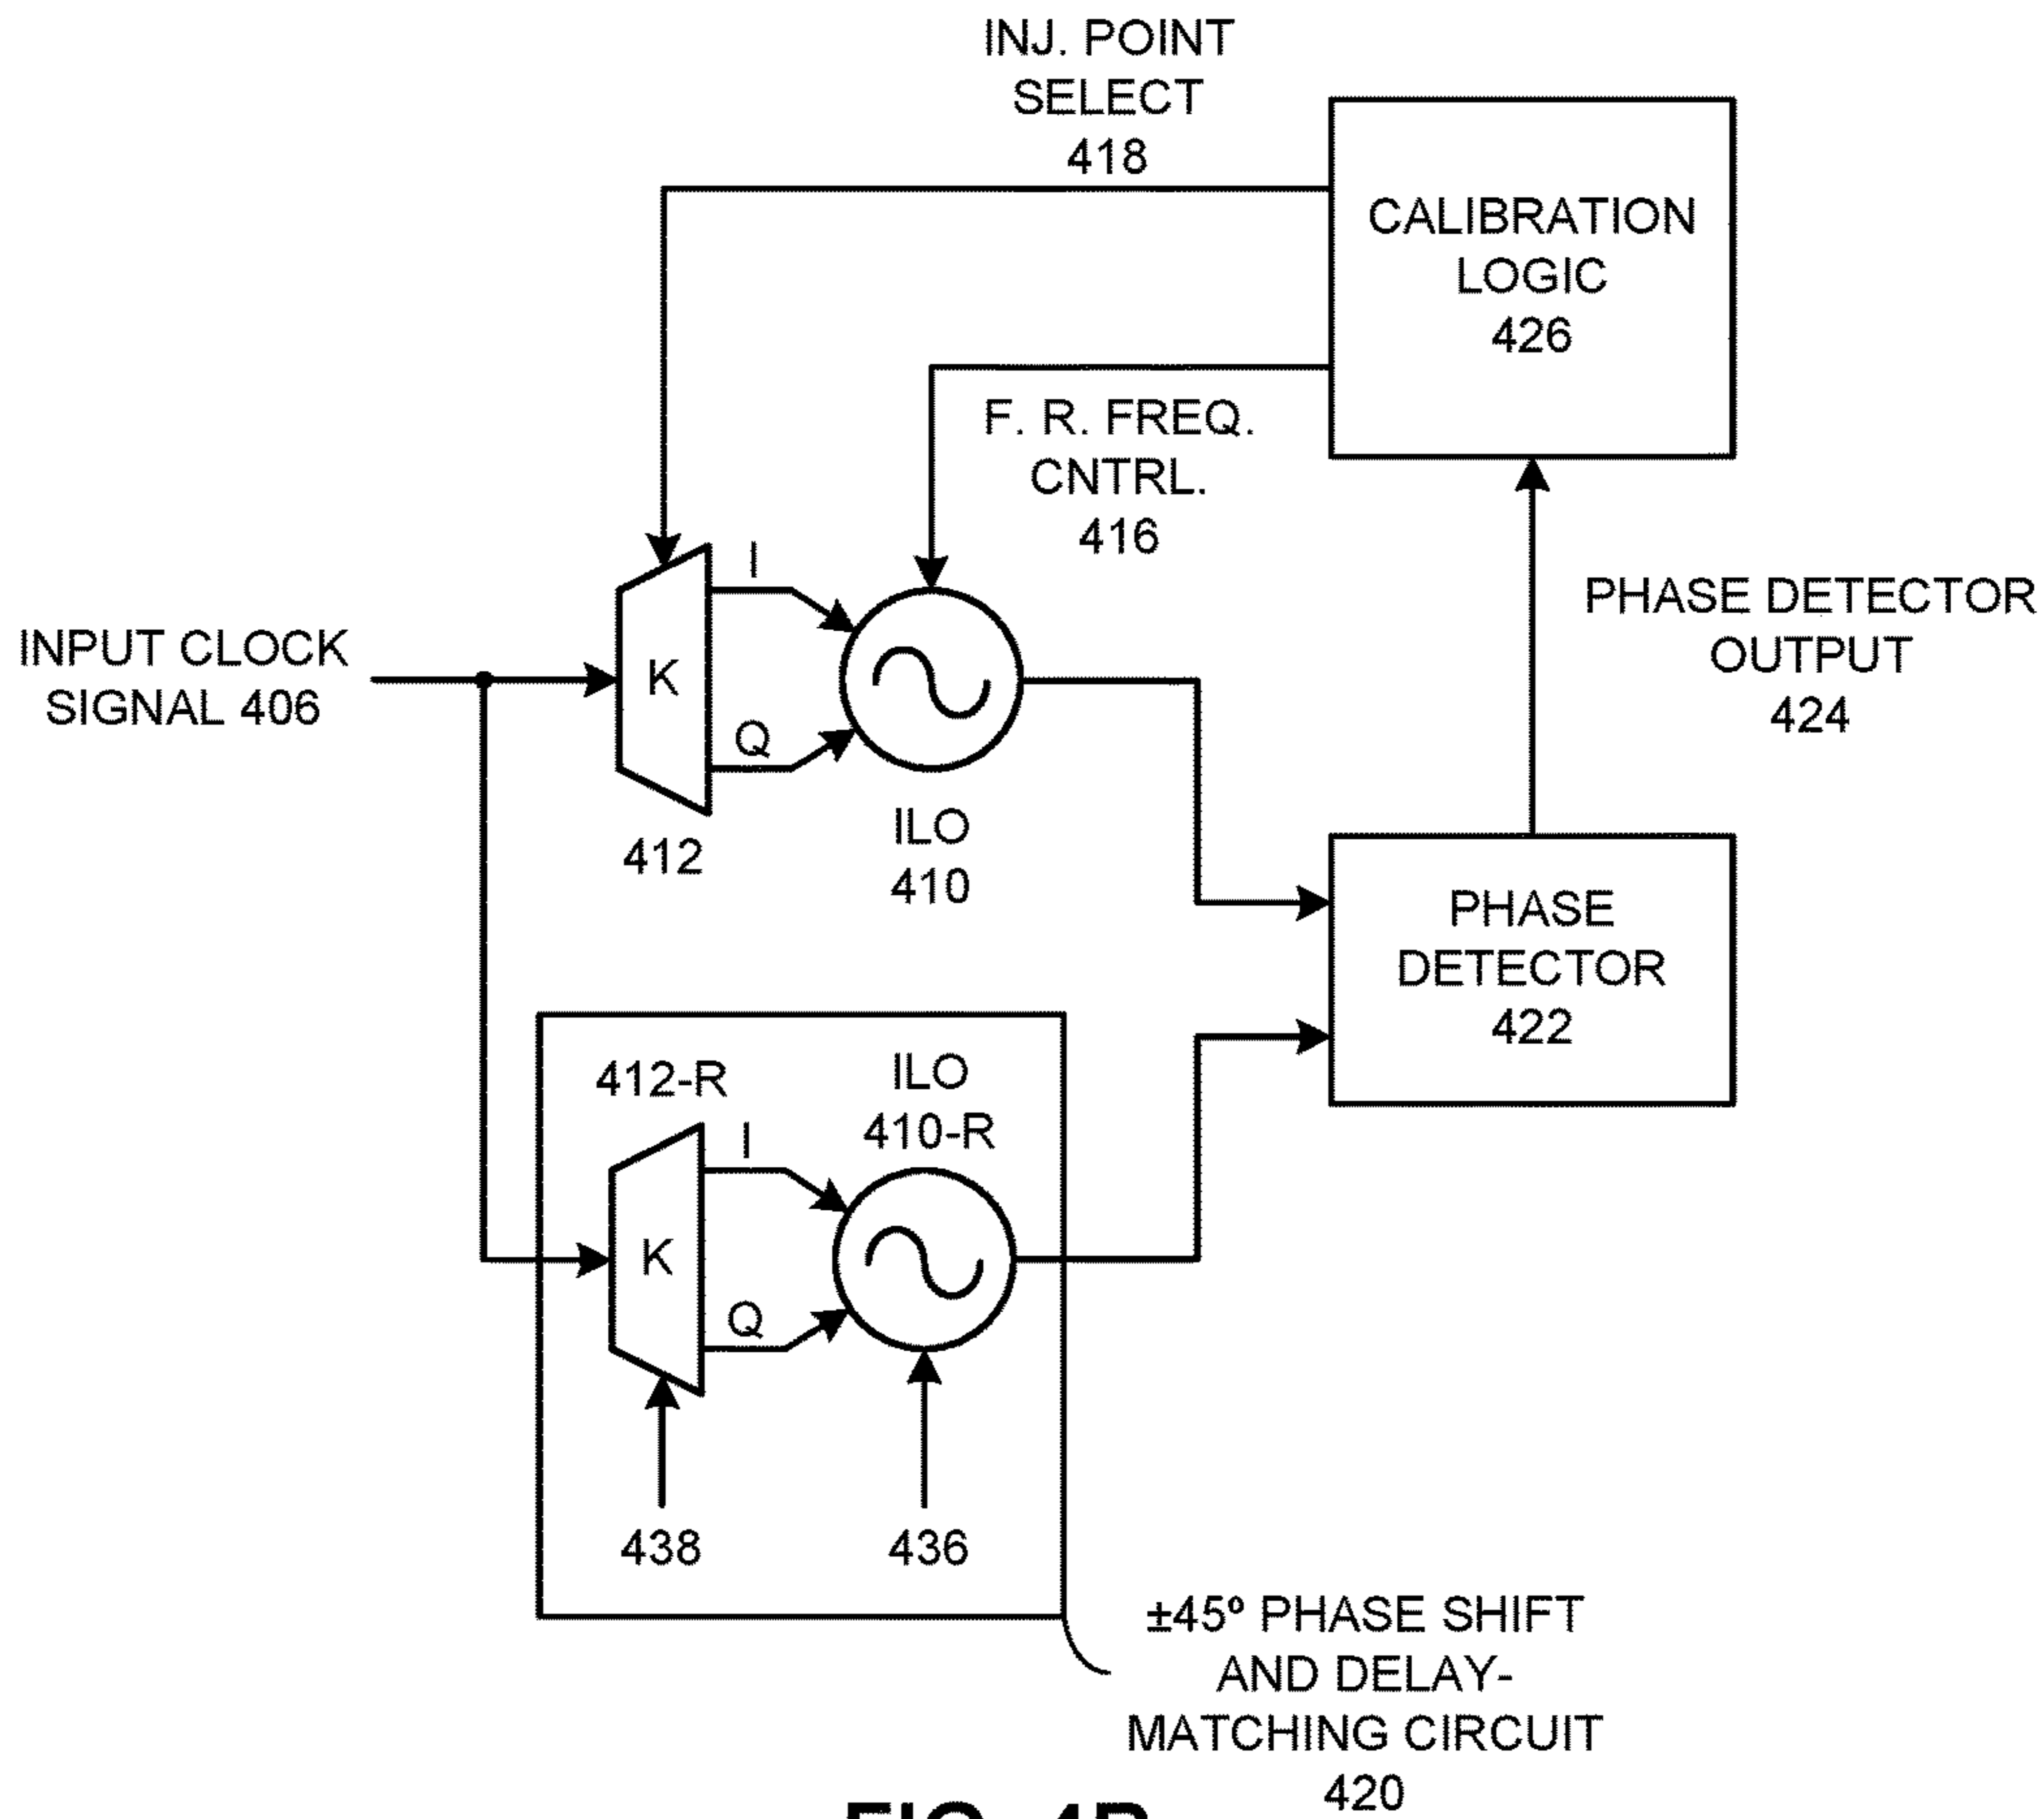 INJ. POINT
SELECT
418
CALIBRATION
LOGIC
426
F. R. FREQ.
CNTRL.
416
INPUT CLOCK
SIGNAL 406
K
I
Q
412
ILO
410
PHASE DETECTOR
OUTPUT
424
PHASE
DETECTOR
422
412-R
ILO
410-R
K
I
Q
438
436
±45º PHASE SHIFT
AND DELAY-
MATCHING CIRCUIT
420